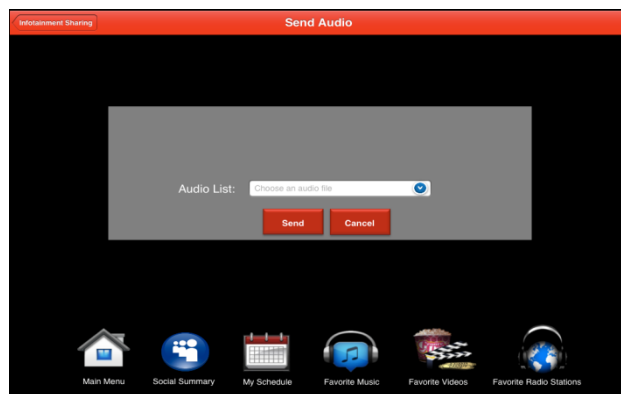 Infotainment Sharing
Send Audio
Audio List:
Choose an audio file
Send
Cancel
Main Menu
Social Summary
My Schedule
Favorite Music
Favorite Videos
Favorite Radio Stations